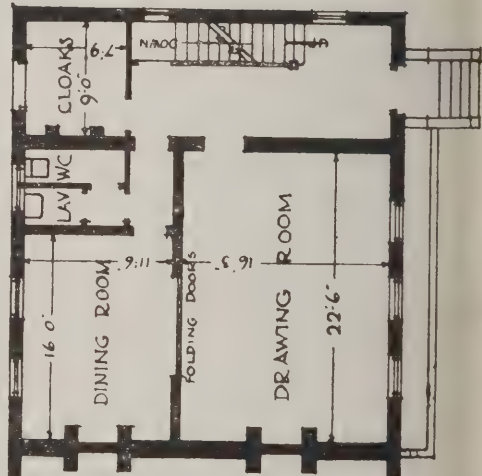 CLOAKS
9'·0"
7'·9"
DOWN
UP
WC
LAV
16'0"
11'·6"
DINING ROOM
FOLDING DOORS
DRAWING ROOM
16'·3"
22'·6"